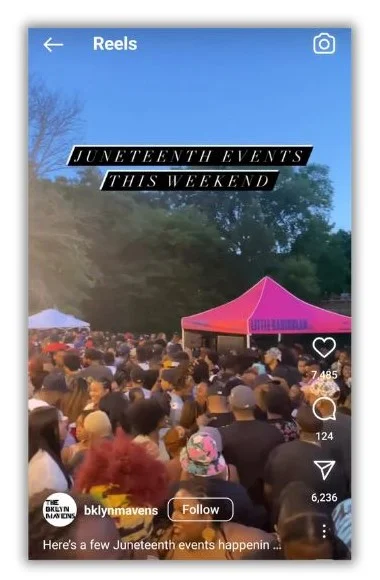 Reels
JUNETEENTH EVENTS
THIS WEEKEND
7,485
124
6,236
THE
BKLYN
MAVENS
bklynmavens
Follow
Here's a few Juneteenth events happenin ...